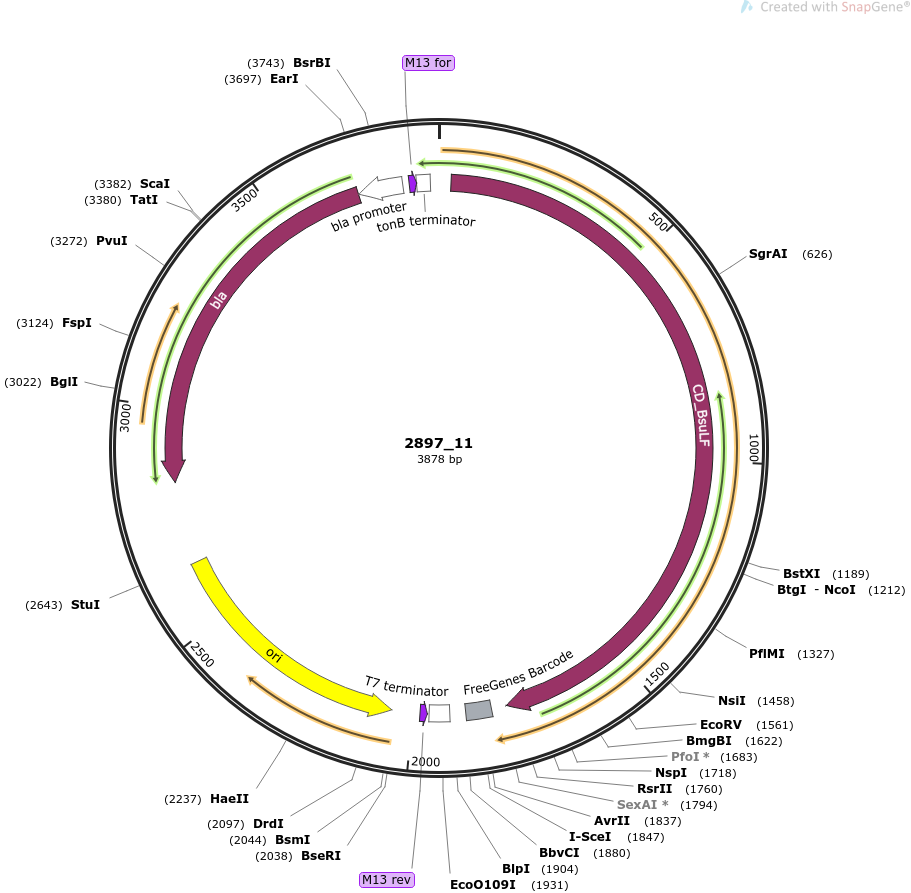 Created with SnapGene®
(3743) BsrBI
M13 for
(3697) EarI
(3382) ScaI
(3380) TatI
3500
bla promoter
tonB terminator
500
(3272) PvuI
SgrAI (626)
bla
(3124) FspI
(3022) BglI
3000
CD_BsuLF
1000
2897_11
3878 bp
BstXI (1189)
BtgI - NcoI (1212)
(2643) StuI
2500
ori
PflMI (1327)
FreeGenes Barcode
T7 terminator
1500
NsiI (1458)
EcoRV (1561)
BmgBI (1622)
PfoI * (1683)
2000
NspI (1718)
RsrII (1760)
(2237) HaeII
SexAI * (1794)
(2097) DrdI
AvrII (1837)
(2044) BsmI
I-SceI (1847)
(2038) BseRI
BbvCI (1880)
BlpI (1904)
M13 rev
EcoO109I (1931)